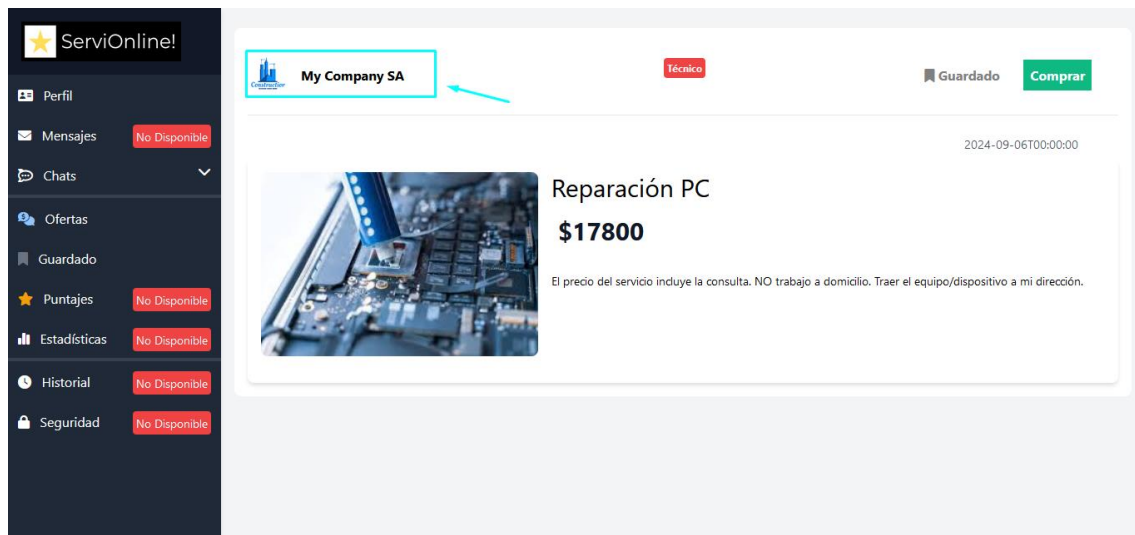 ServiOnline!
Perfil
Mensajes
No Disponible
Chats
Ofertas
Guardado
Puntajes
No Disponible
Estadísticas
No Disponible
Historial
No Disponible
Seguridad
No Disponible
Construction
My Company SA
Técnico
Guardado
Comprar
2024-09-06T00:00:00
Reparación PC
$17800
El precio del servicio incluye la consulta. NO trabajo a domicilio. Traer el equipo/dispositivo a mi dirección.